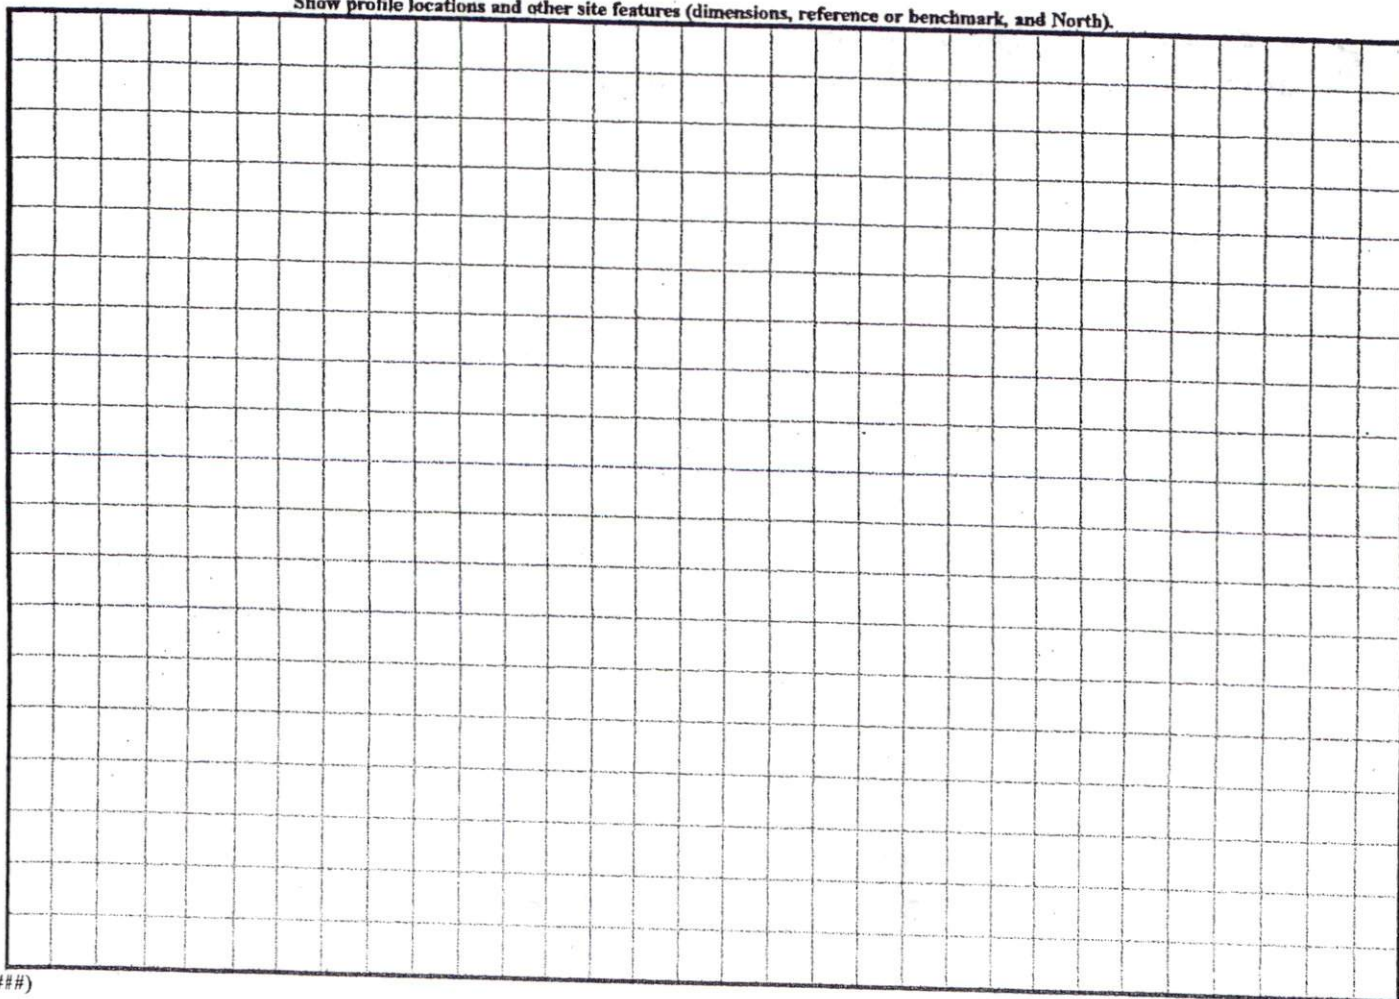 Show profile locations and other site features (dimensions, reference or benchmark, and North).
##)